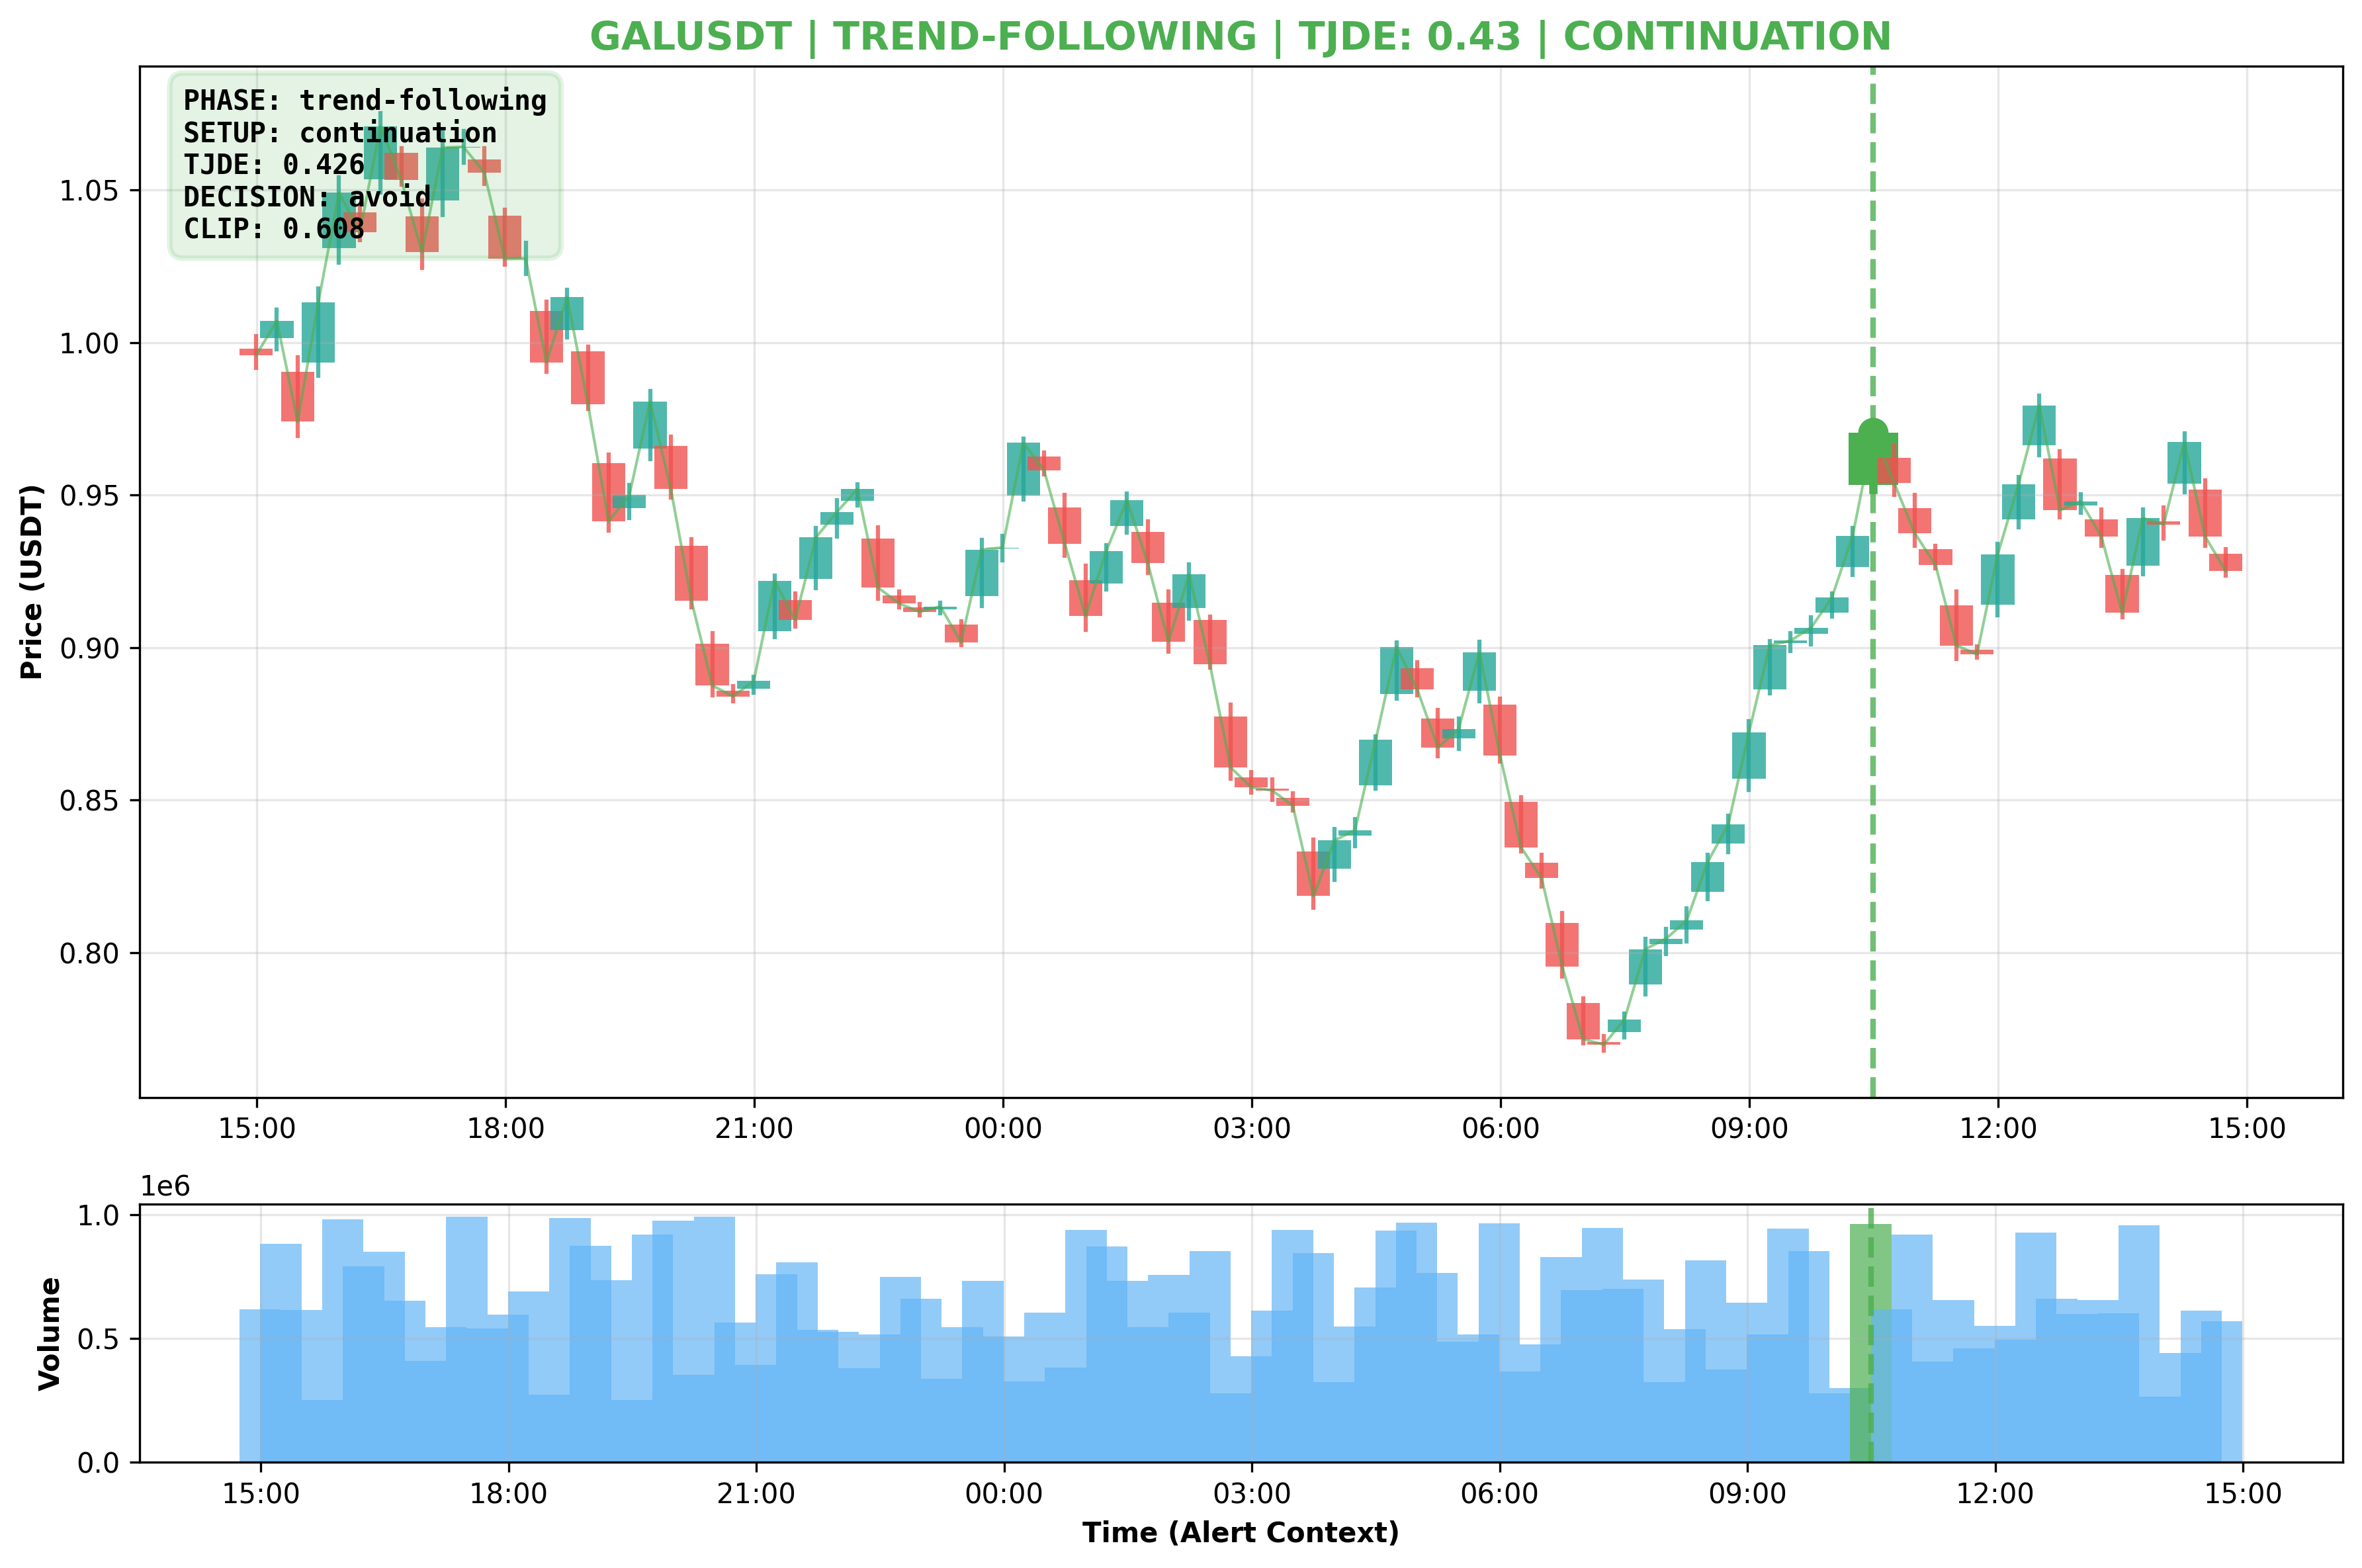 GALUSDT | TREND-FOLLOWING | TJDE: 0.43 | CONTINUATION
PHASE: trend-following
SETUP: continuation
TJDE: 0.426
DECISION: avoid
CLIP: 0.608
Price (USDT)
1.05
1.00
0.95
0.90
0.85
0.80
15:00 18:00 21:00 00:00 03:00 06:00 09:00 12:00 15:00
1e6
Volume
1.0
0.5
0.0
15:00 18:00 21:00 00:00 03:00 06:00 09:00 12:00 15:00
Time (Alert Context)